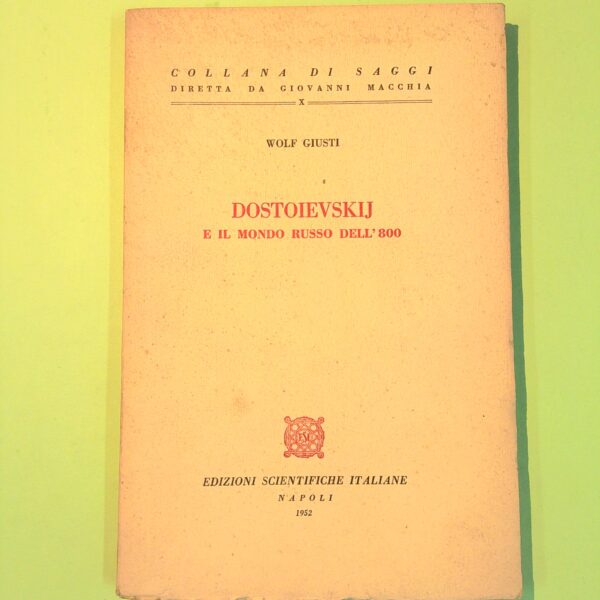 COLLANA DI SAGGI
DIRETTA DA GIOVANNI MACCHIA
X
WOLF GIUSTI
DOSTOIEVSKIJ
E IL MONDO RUSSO DELL'800
EDIZIONI SCIENTIFICHE ITALIANE
NAPOLI
1952